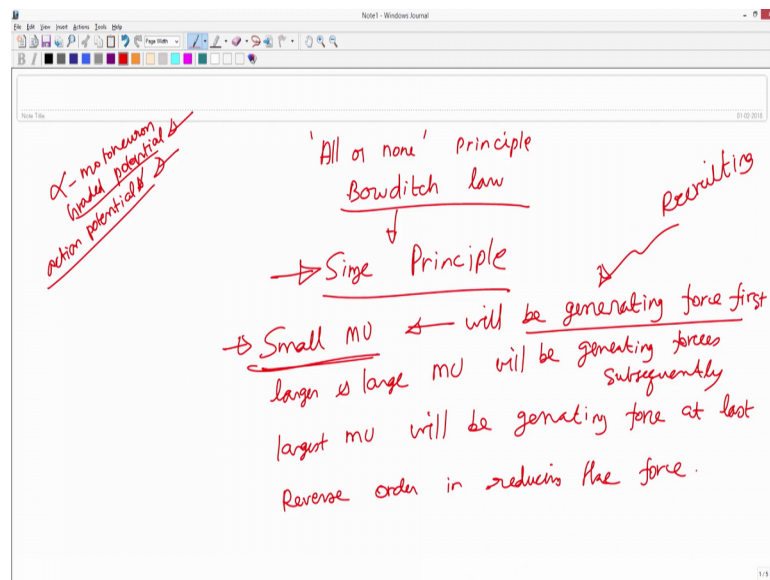 Note1 - Windows Journal
File Edit View Insert Actions Tools Help
Page Width
B I
Note Title
01-02-2018
α-motoneuron
Graded potential
action potential
'All or none' principle
Bowditch law
Size Principle
Recruiting
Small MU will be generating force first
larger & large MU will be geneating forces
subsequently
largest MU will be genrating force at last
Reverse order in reducing the force.
1/5